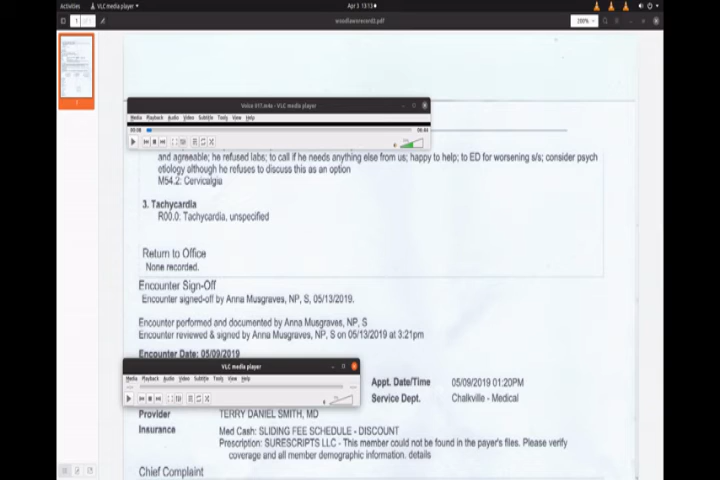 Activities
VLC media player
Apr 3 13:13
1
woodlawnrecord2.pdf
200%
1
Voice 017.m4a - VLC media player
Media Playback Audio Video Subtitle Tools View Help
00:08
06:44
and agreeable; he refused labs; to call if he needs anything else from us; happy to help; to ED for worsening s/s; consider psych
etiology although he refuses to discuss this as an option
M54.2: Cervicalgia
3. Tachycardia
R00.0: Tachycardia, unspecified
Return to Office
None recorded.
Encounter Sign-Off
Encounter signed-off by Anna Musgraves, NP, S, 05/13/2019.
Encounter performed and documented by Anna Musgraves, NP, S
Encounter reviewed & signed by Anna Musgraves, NP, S on 05/13/2019 at 3:21pm
Encounter Date: 05/09/2019
VLC media player
Media Playback Audio Video Subtitle Tools View Help
Appt. Date/Time 05/09/2019 01:20PM
Service Dept. Chalkville - Medical
Provider TERRY DANIEL SMITH, MD
Insurance Med Cash: SLIDING FEE SCHEDULE - DISCOUNT
Prescription: SURESCRIPTS LLC - This member could not be found in the payer's files. Please verify
coverage and all member demographic information. details
Chief Complaint